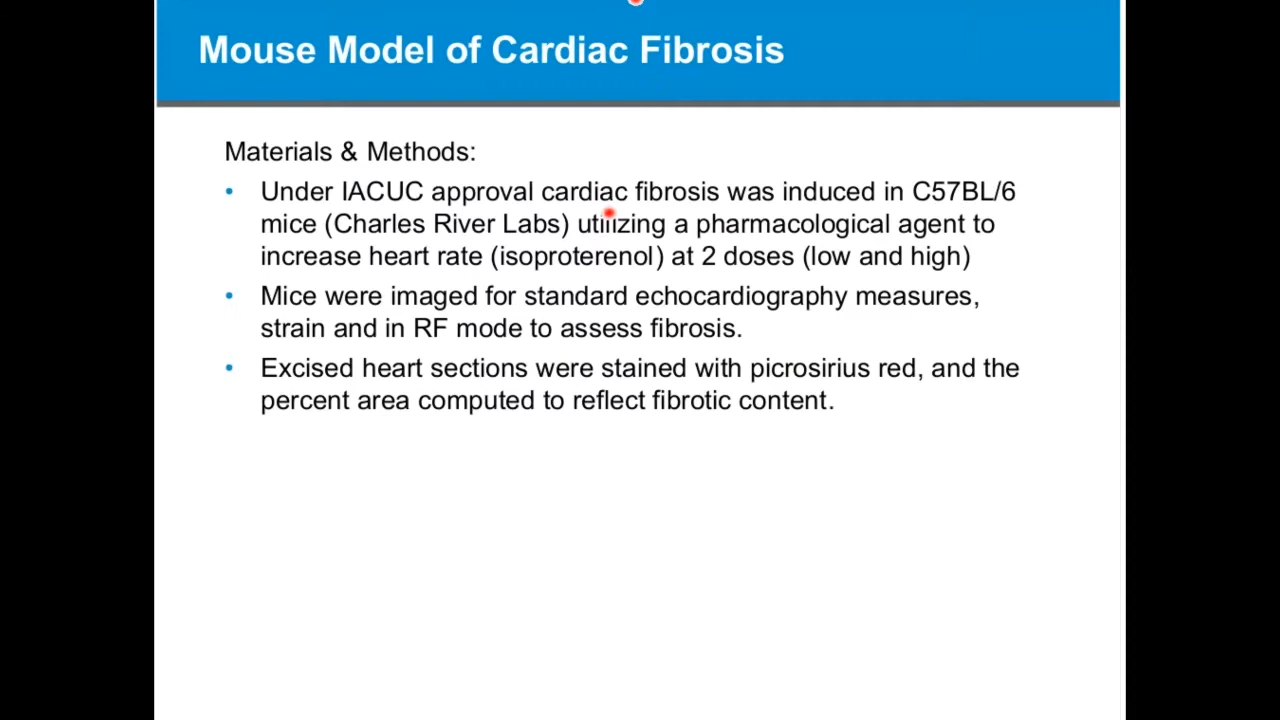 Mouse Model of Cardiac Fibrosis
Materials & Methods:
• Under IACUC approval cardiac fibrosis was induced in C57BL/6
mice (Charles River Labs) utilizing a pharmacological agent to
increase heart rate (isoproterenol) at 2 doses (low and high)
• Mice were imaged for standard echocardiography measures,
strain and in RF mode to assess fibrosis.
• Excised heart sections were stained with picrosirius red, and the
percent area computed to reflect fibrotic content.